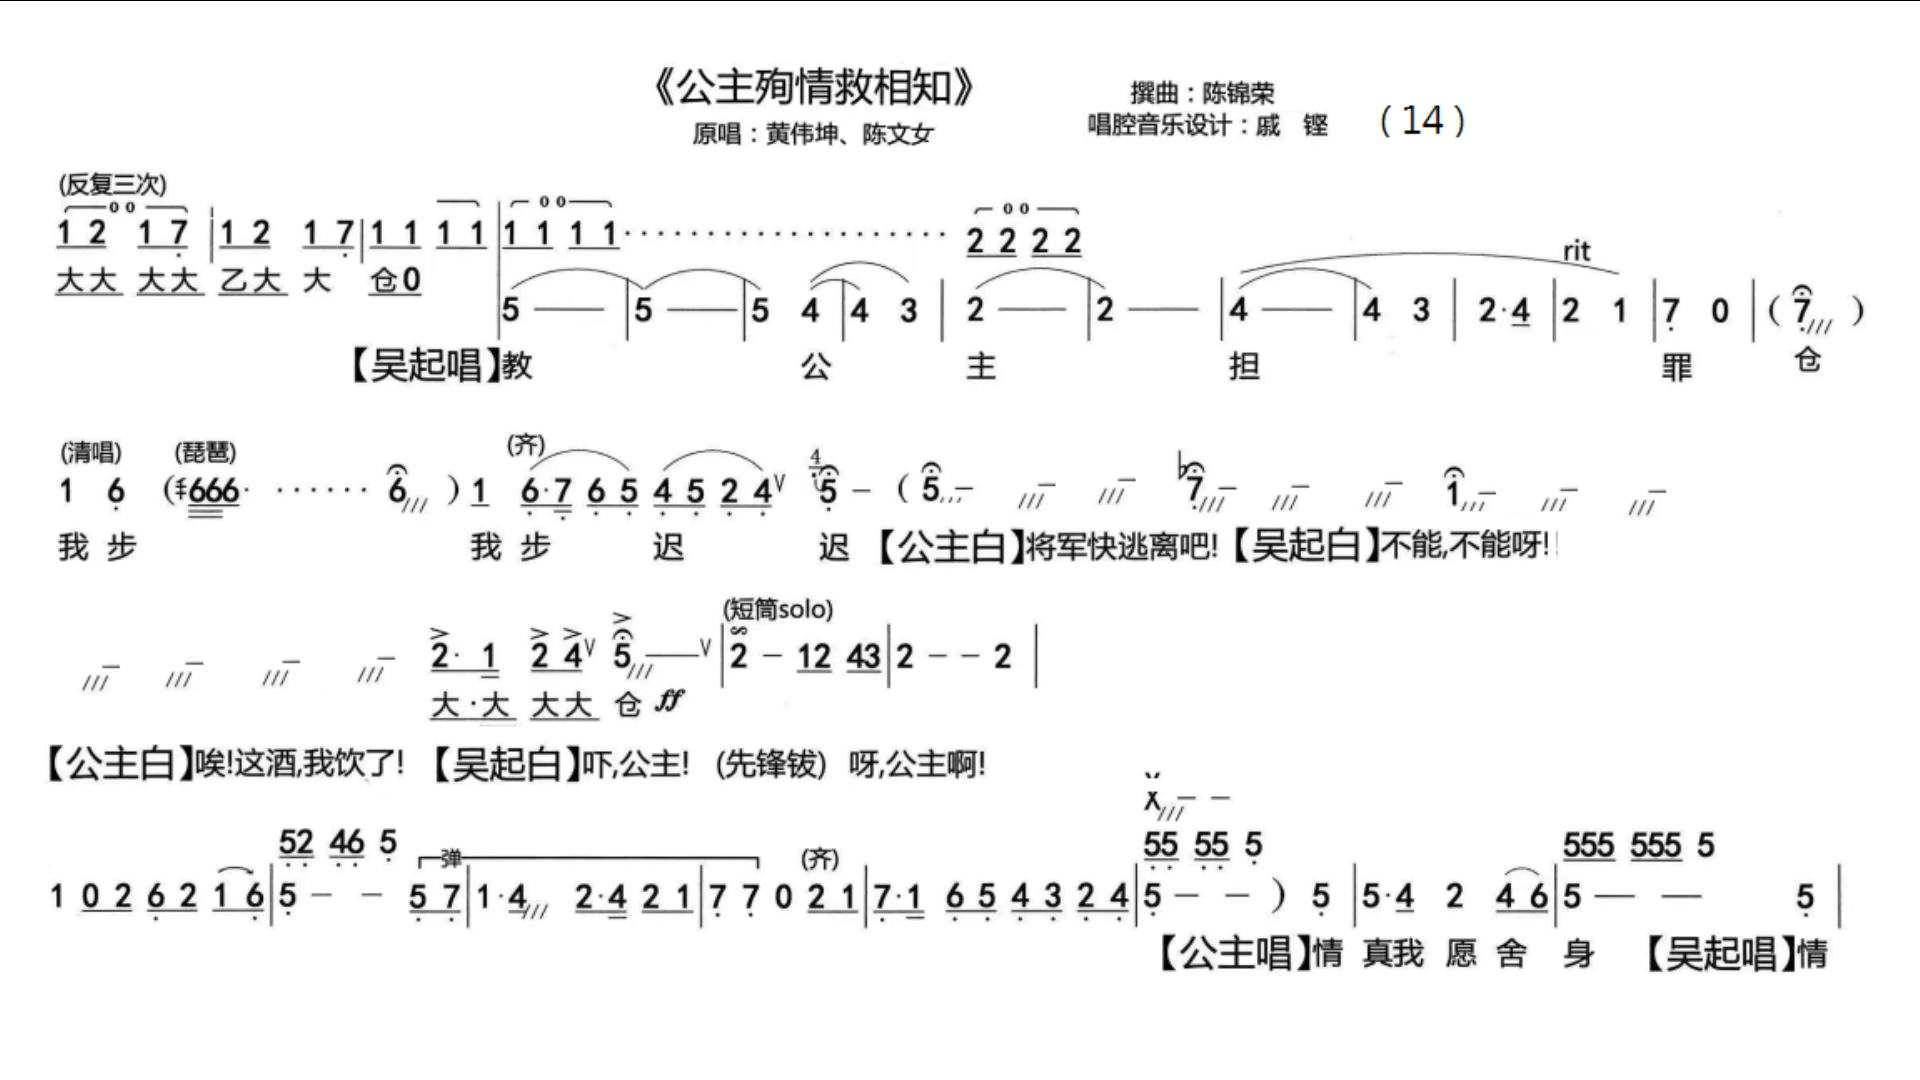 《公主殉情救相知》
原唱：黄伟坤、陈文女
撰曲：陈锦荣
唱腔音乐设计：戚 铿
(14)
(反复三次)
1 2 1 7 | 1 2 1 7 | 1 1 1 1 | 1 1 1 1 ···················· 2 2 2 2
大大 大大 乙大 大 仓0
rit
5 — | 5 — | 5 4 | 4 3 | 2 — | 2 — | 4 — | 4 3 | 2·4 | 2 1 | 7 0 | ( 7/// )
【吴起唱】教 公 主 担 罪 仓
(清唱) (琵琶) (齐)
1 6 (666· ······ 6/// ) 1 6·7 6 5 4 5 2 4 V 4 5 — ( 5 — /// — /// — ♭7/// — /// — /// — 1 — /// — /// —
我 步 我 步 迟 迟 【公主白】将军快逃离吧!【吴起白】不能,不能呀!
(短筒solo)
/// — /// — /// — /// — 2· 1 2 4 V 5/// — V | 2 — 12 43 | 2 — — 2 |
大·大 大大 仓 ff
【公主白】唉!这酒,我饮了! 【吴起白】吓,公主! (先锋钹) 呀,公主啊!
X/// — —
52 46 5 弹 (齐) 55 55 5 555 555 5
1 0 2 6 2 1 6 | 5 — — 5 7 | 1·4/// 2·4 2 1 | 7 7 0 2 1 | 7·1 6 5 4 3 2 4 | 5 — — ) 5 | 5·4 2 4 6 | 5 — — 5 |
【公主唱】情 真我 愿 舍 身 【吴起唱】情